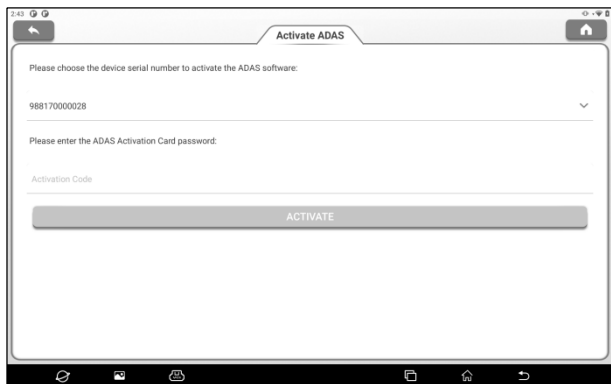 2:43
Activate ADAS
Please choose the device serial number to activate the ADAS software:
988170000028
Please enter the ADAS Activation Card password:
Activation Code
ACTIVATE